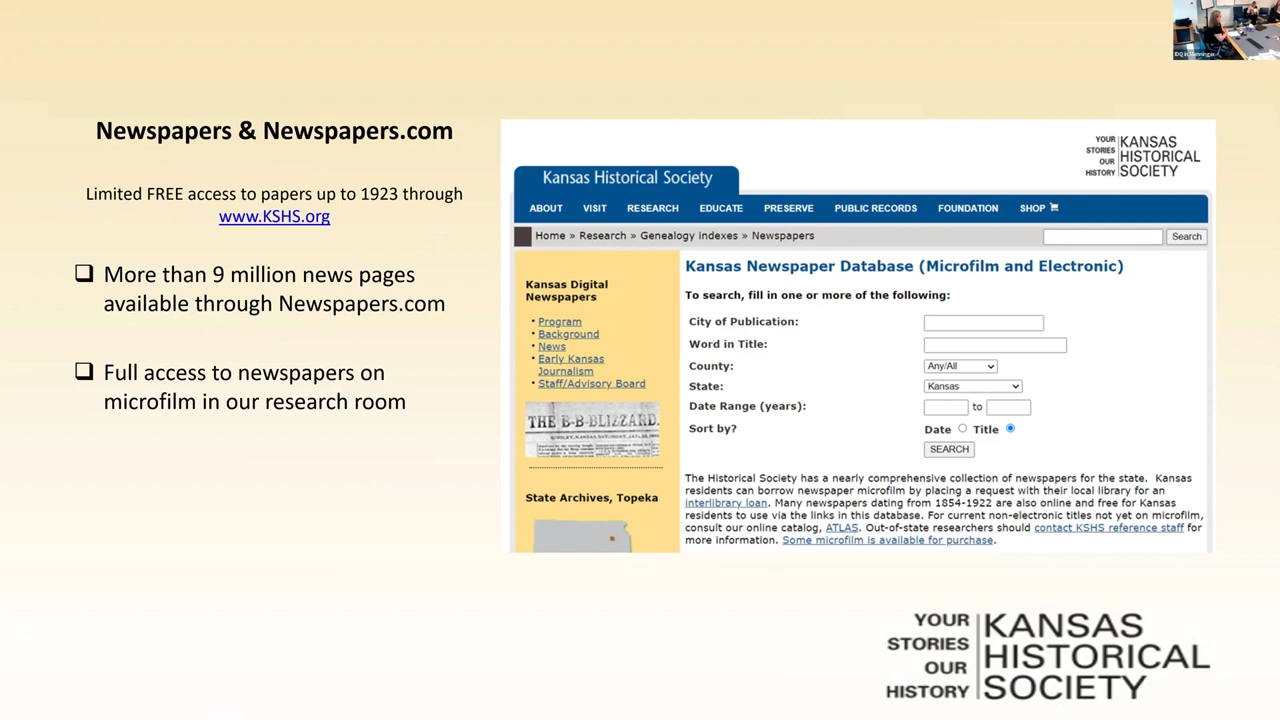 Newspapers & Newspapers.com
Limited FREE access to papers up to 1923 through
www.KSHS.org
❑ More than 9 million news pages
available through Newspapers.com
❑ Full access to newspapers on
microfilm in our research room
YOUR STORIES OUR HISTORY
KANSAS HISTORICAL SOCIETY
Kansas Historical Society
ABOUT VISIT RESEARCH EDUCATE PRESERVE PUBLIC RECORDS FOUNDATION SHOP
Home » Research » Genealogy Indexes » Newspapers
Search
Kansas Digital
Newspapers
• Program
• Background
• News
• Early Kansas
Journalism
• Staff/Advisory Board
THE B-B-BLIZZARD.
State Archives, Topeka
Kansas Newspaper Database (Microfilm and Electronic)
To search, fill in one or more of the following:
City of Publication:
Word in Title:
County: Any/All
State: Kansas
Date Range (years): to
Sort by? Date Title
SEARCH
The Historical Society has a nearly comprehensive collection of newspapers for the state. Kansas
residents can borrow newspaper microfilm by placing a request with their local library for an
interlibrary loan. Many newspapers dating from 1854-1922 are also online and free for Kansas
residents to use via the links in this database. For current non-electronic titles not yet on microfilm,
consult our online catalog, ATLAS. Out-of-state researchers should contact KSHS reference staff for
more information. Some microfilm is available for purchase.
YOUR
STORIES
OUR
HISTORY
KANSAS
HISTORICAL
SOCIETY